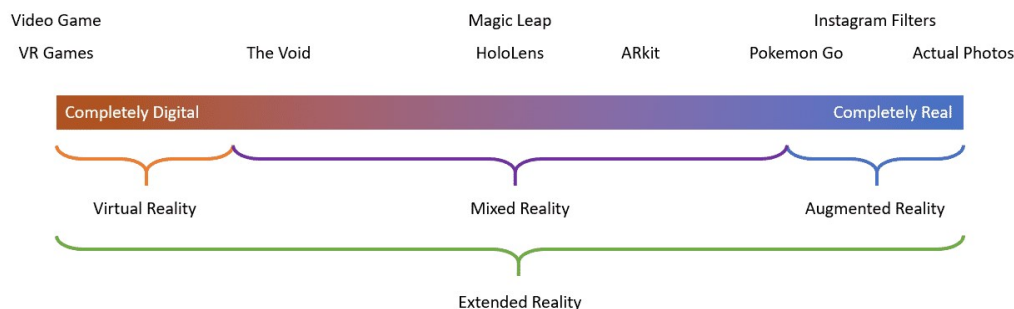 Video Game
Magic Leap
Instagram Filters
VR Games
The Void
HoloLens
ARkit
Pokemon Go
Actual Photos
Completely Digital
Completely Real
Virtual Reality
Mixed Reality
Augmented Reality
Extended Reality